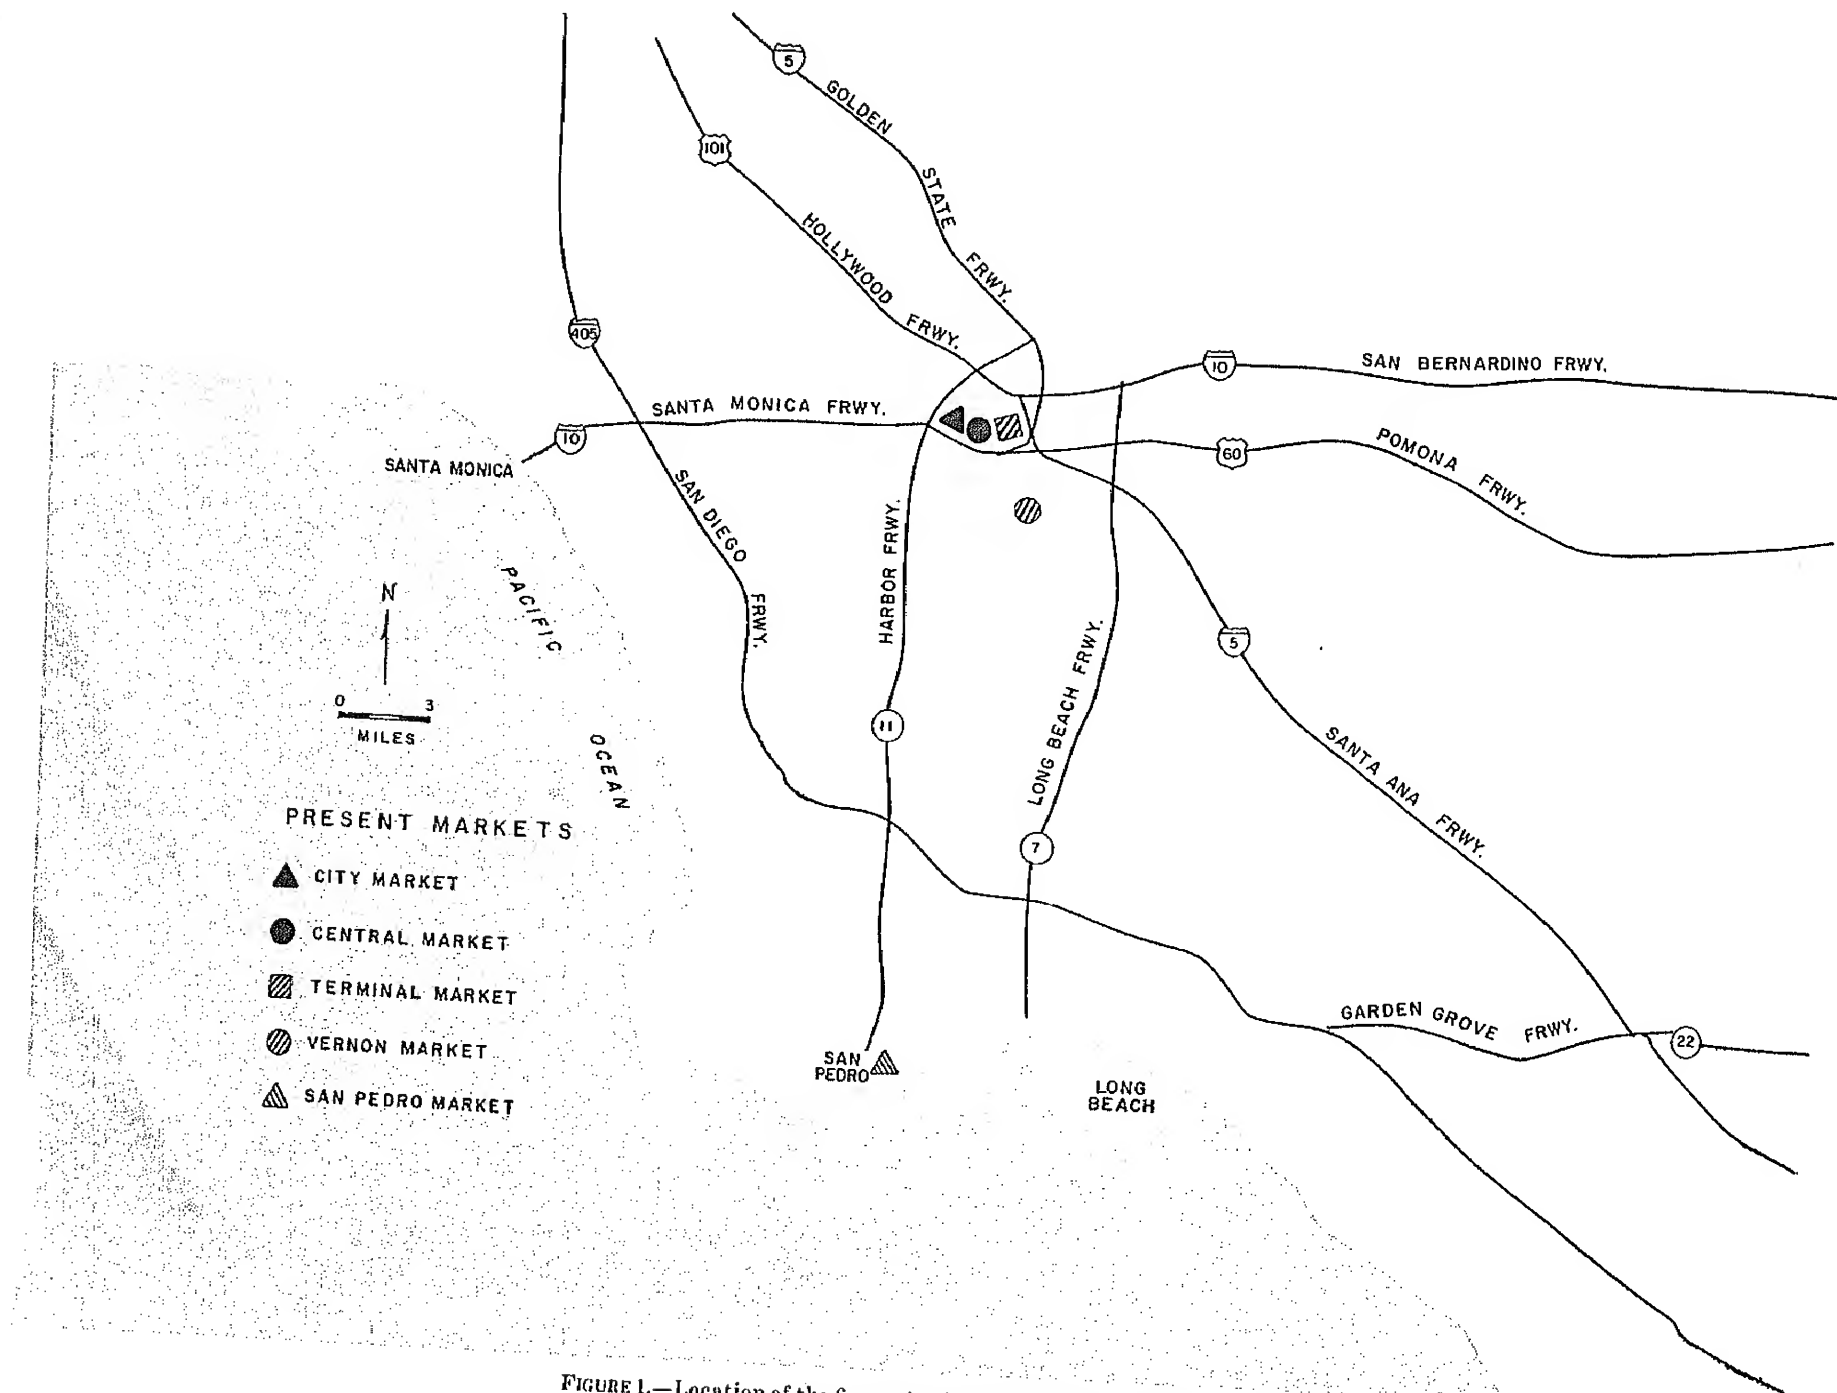 5
GOLDEN
STATE
FRWY.
101
HOLLYWOOD
FRWY.
405
10
SAN BERNARDINO FRWY.
SANTA MONICA FRWY.
10
SANTA MONICA
60
POMONA
FRWY.
SAN DIEGO
FRWY.
HARBOR FRWY.
PACIFIC
OCEAN
N
0 3
MILES
5
11
LONG BEACH FRWY.
7
SANTA ANA
FRWY.
PRESENT MARKETS
CITY MARKET
CENTRAL MARKET
TERMINAL MARKET
VERNON MARKET
SAN PEDRO MARKET
GARDEN GROVE FRWY.
22
SAN
PEDRO
LONG
BEACH
FIGURE 1.—Location of the